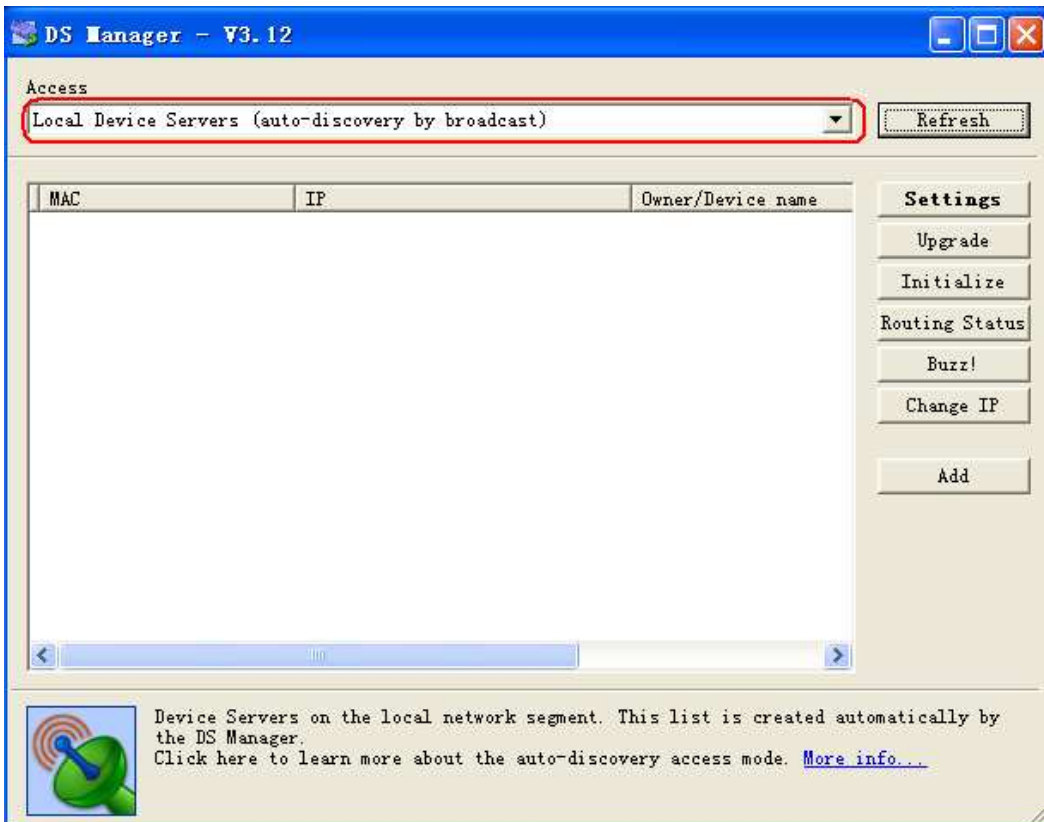 DS Manager - V3.12
Access
Local Device Servers (auto-discovery by broadcast)
Refresh
MAC IP Owner/Device name
Settings
Upgrade
Initialize
Routing Status
Buzz!
Change IP
Add
Device Servers on the local network segment. This list is created automatically by
the DS Manager.
Click here to learn more about the auto-discovery access mode. More info...